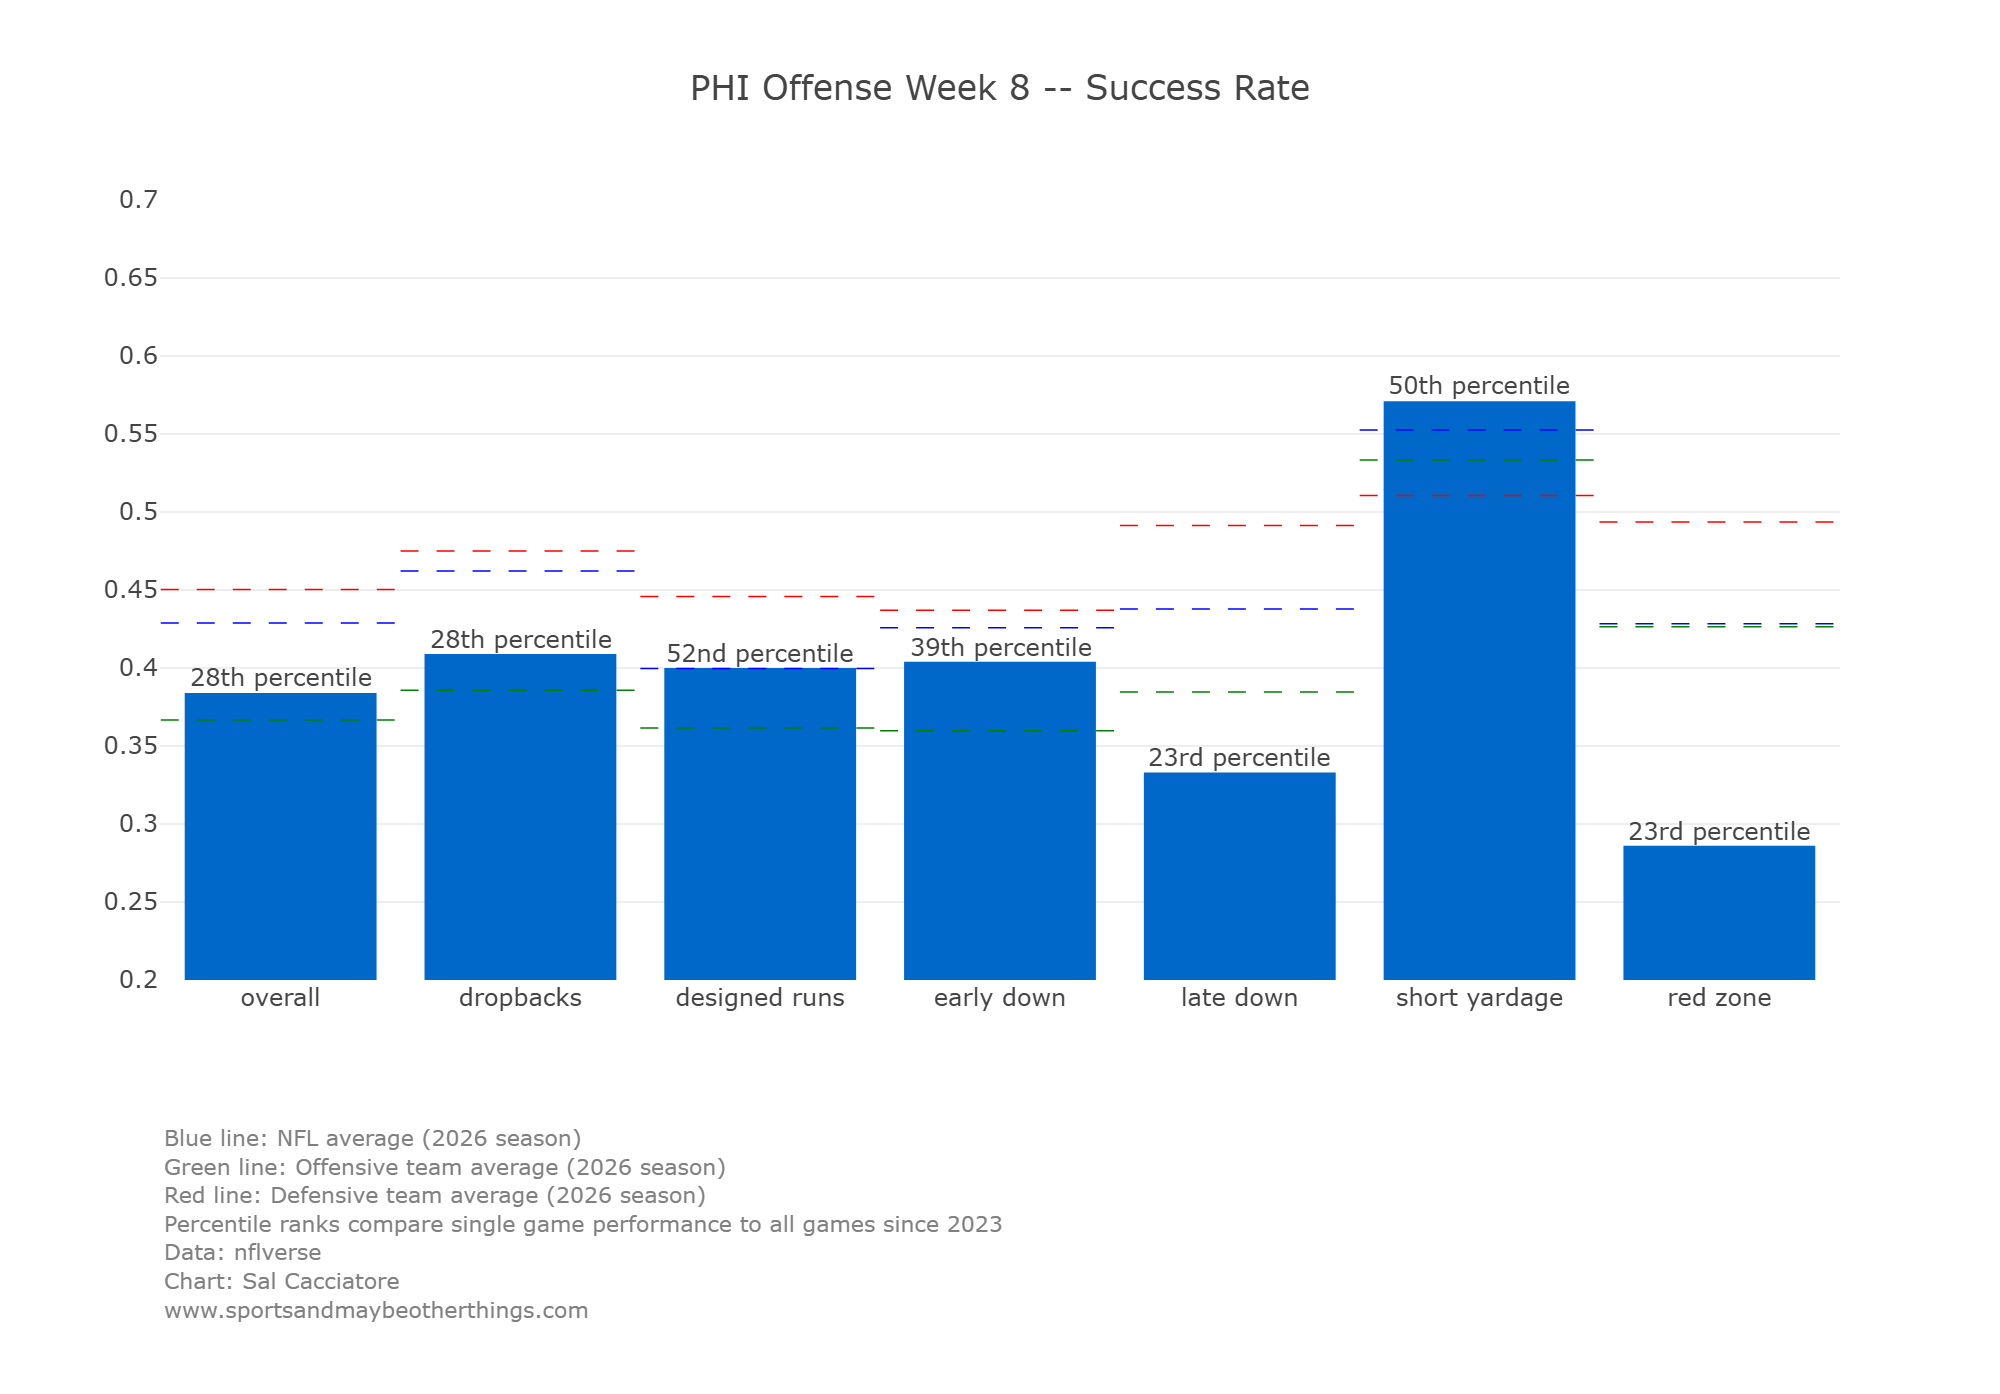 PHI Offense Week 8 -- Success Rate
0.7
0.65
0.6
0.55
0.5
0.45
0.4
0.35
0.3
0.25
0.2
28th percentile
28th percentile
52nd percentile
39th percentile
23rd percentile
50th percentile
23rd percentile
overall
dropbacks
designed runs
early down
late down
short yardage
red zone
Blue line: NFL average (2026 season)
Green line: Offensive team average (2026 season)
Red line: Defensive team average (2026 season)
Percentile ranks compare single game performance to all games since 2023
Data: nflverse
Chart: Sal Cacciatore
www.sportsandmaybeotherthings.com